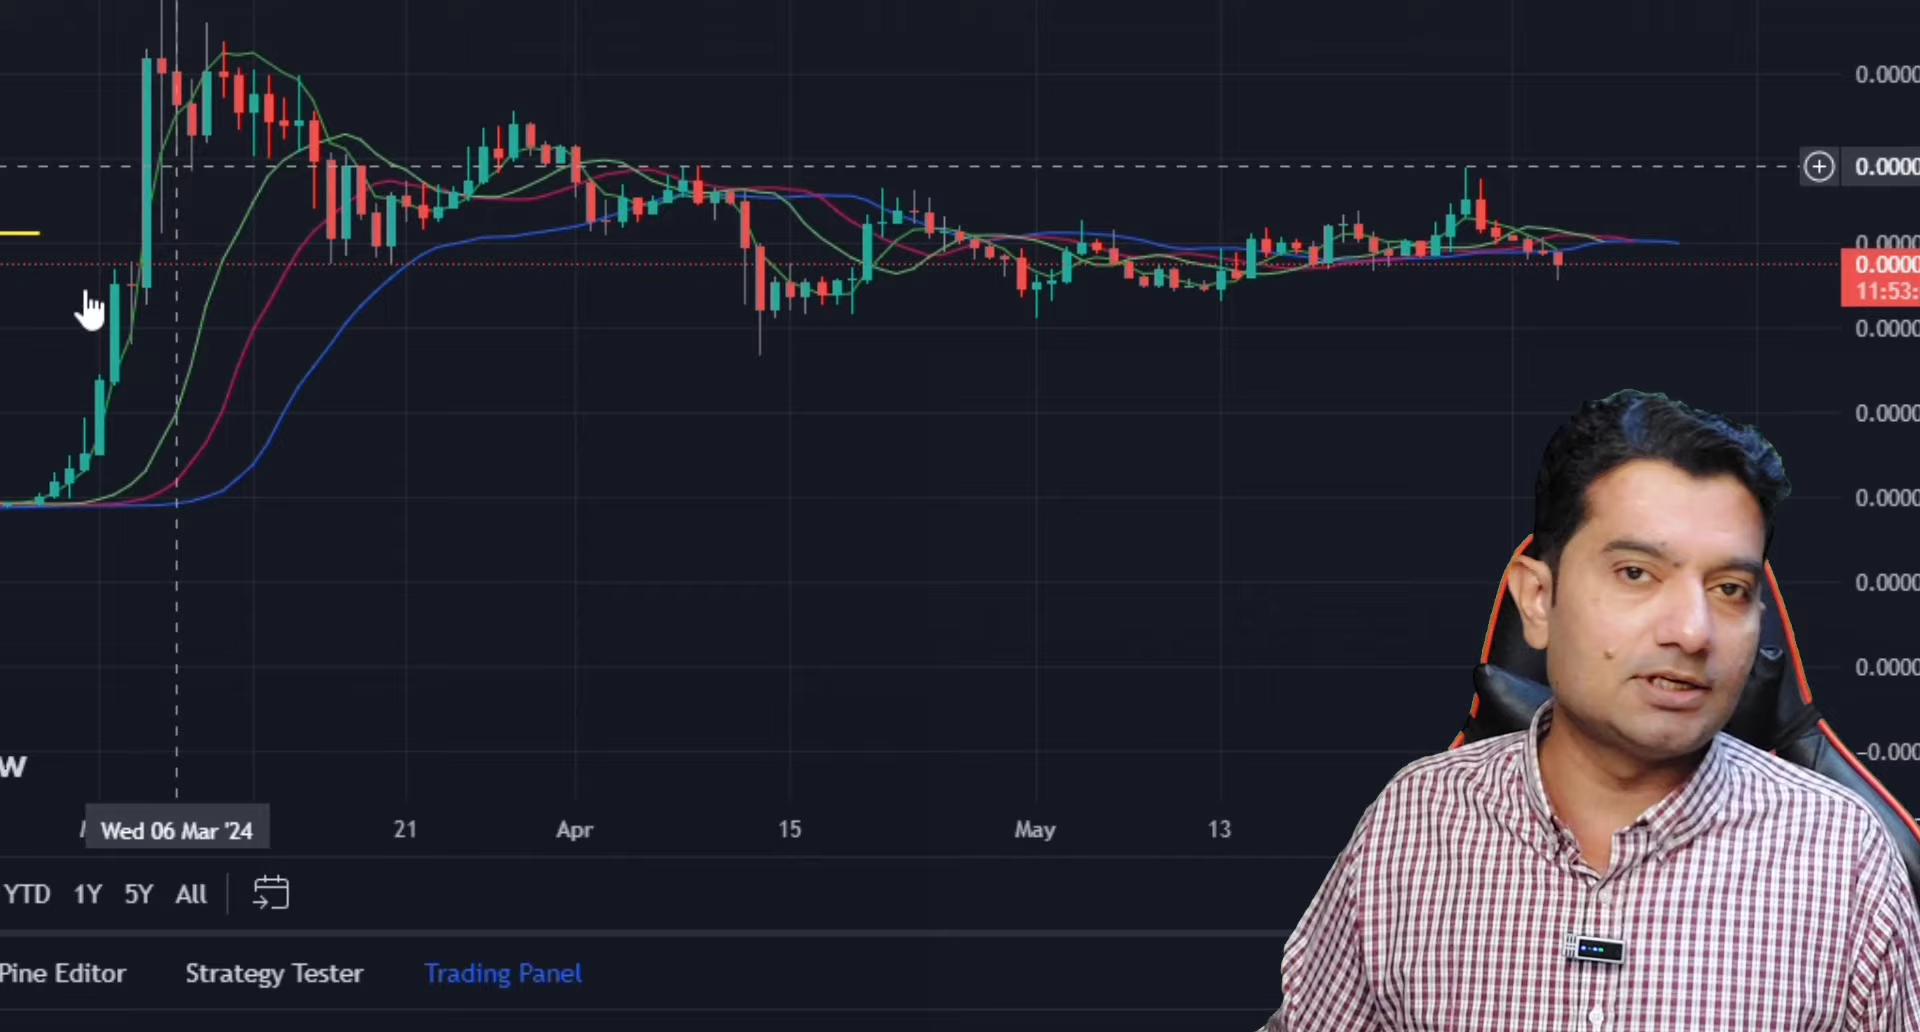 0.0000
0.0000
0.0000
0.0000
11:53:
0.0000
0.0000
0.0000
0.0000
0.0000
-0.000
W
Wed 06 Mar '24
21
Apr
15
May
13
YTD 1Y 5Y All
Pine Editor
Strategy Tester
Trading Panel